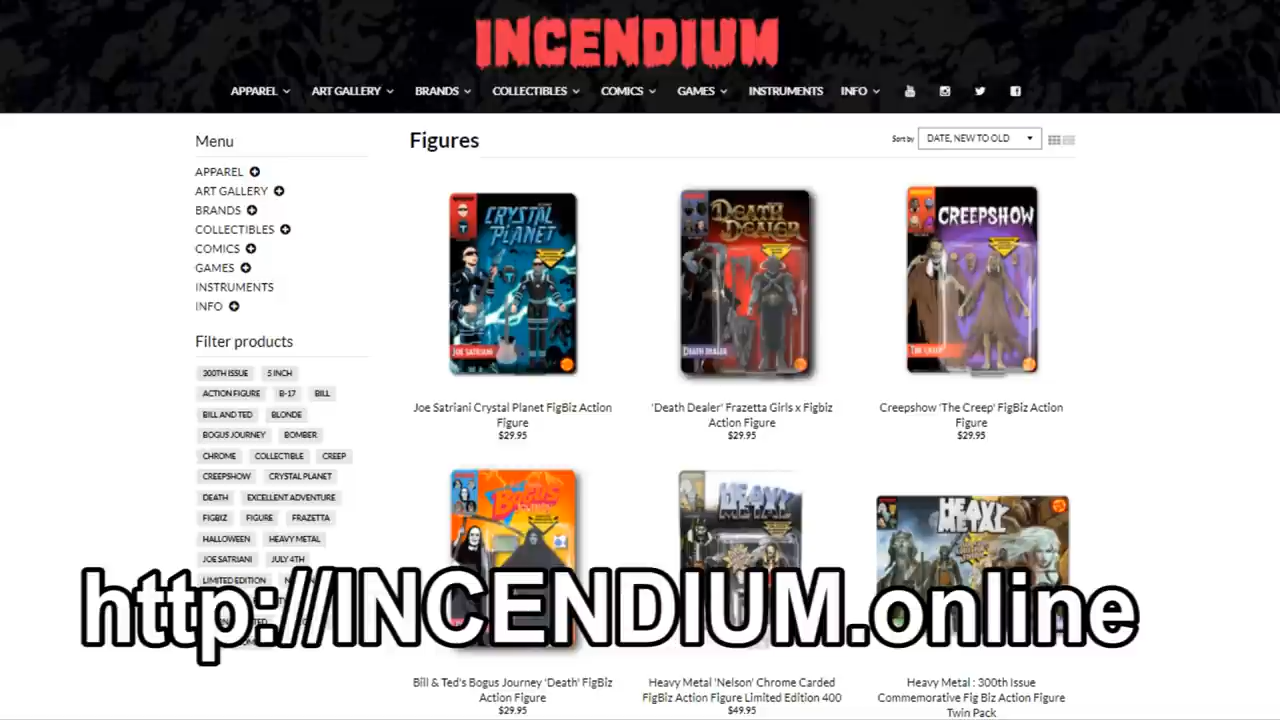 INCENDIUM
APPAREL
ART GALLERY
BRANDS
COLLECTIBLES
COMICS
GAMES
INSTRUMENTS
INFO
Menu
APPAREL
ART GALLERY
BRANDS
COLLECTIBLES
COMICS
GAMES
INSTRUMENTS
INFO
Filter products
300TH ISSUE 5 INCH
ACTION FIGURE B-17 BILL
BILL AND TED BLONDE
BOGUS JOURNEY BOMBER
CHROME COLLECTIBLE CREEP
CREEPSHOW CRYSTAL PLANET
DEATH EXCELLENT ADVENTURE
FIGBIZ FIGURE FRAZETTA
HALLOWEEN HEAVY METAL
JOE SATRIANI JULY 4TH
LIMITED EDITION
Figures
Sort by DATE, NEW TO OLD
CRYSTAL
PLANET
JOE SATRIANI
DEATH
DEALER
DEATH DEALER
CREEPSHOW
THE CREEP
Joe Satriani Crystal Planet FigBiz Action
Figure
$29.95
'Death Dealer' Frazetta Girls x Figbiz
Action Figure
$29.95
Creepshow 'The Creep' FigBiz Action
Figure
$29.95
BOGUS
HEAVY
METAL
HEAVY
METAL
http://INCENDIUM.online
Bill & Ted's Bogus Journey 'Death' FigBiz
Action Figure
$29.95
Heavy Metal 'Nelson' Chrome Carded
FigBiz Action Figure Limited Edition 400
$49.95
Heavy Metal : 300th Issue
Commemorative Fig Biz Action Figure
Twin Pack